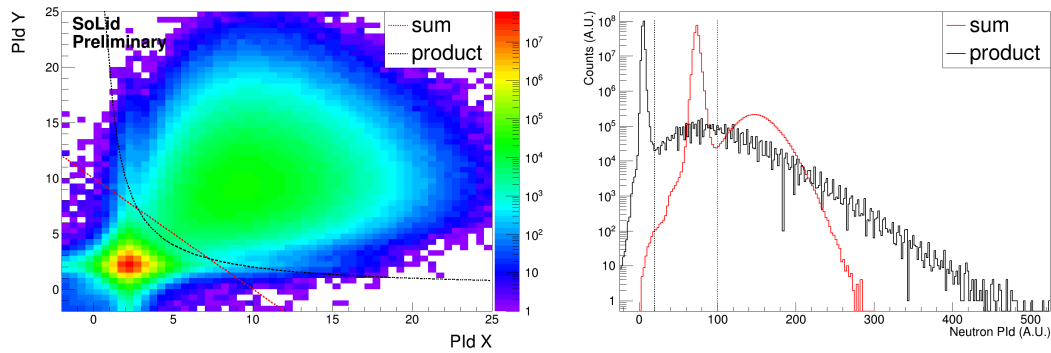 PId Y
25
20
15
10
5
0
SoLid
Preliminary
sum
product
10⁷
10⁶
10⁵
10⁴
10³
10²
10
1
0 5 10 15 20 25
PId X
Counts (A.U.)
10⁸
10⁷
10⁶
10⁵
10⁴
10³
10²
10
1
sum
product
0 100 200 300 400 500
Neutron PId (A.U.)